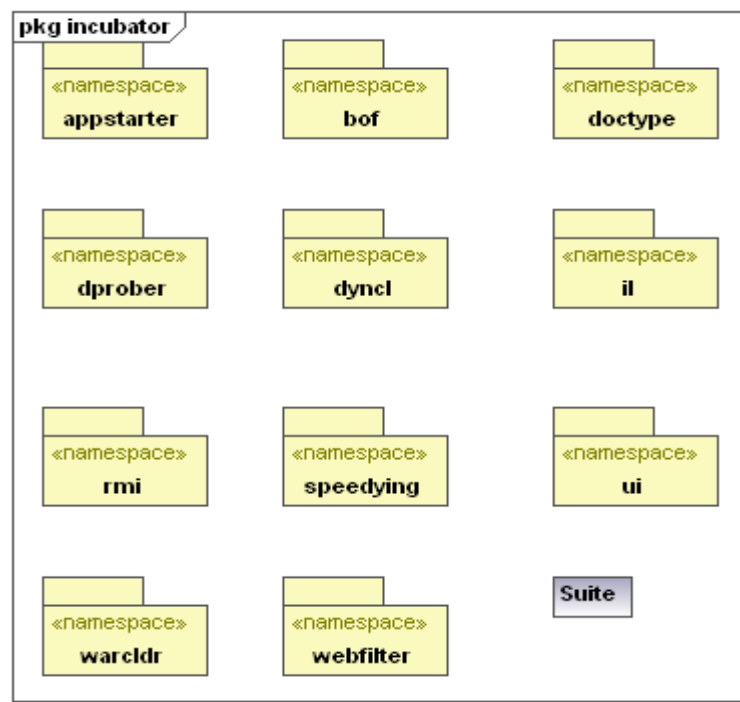 pkg incubator
«namespace»
appstarter
«namespace»
bof
«namespace»
doctype
«namespace»
dprober
«namespace»
dyncl
«namespace»
il
«namespace»
rmi
«namespace»
speedying
«namespace»
ui
«namespace»
warcldr
«namespace»
webfilter
Suite